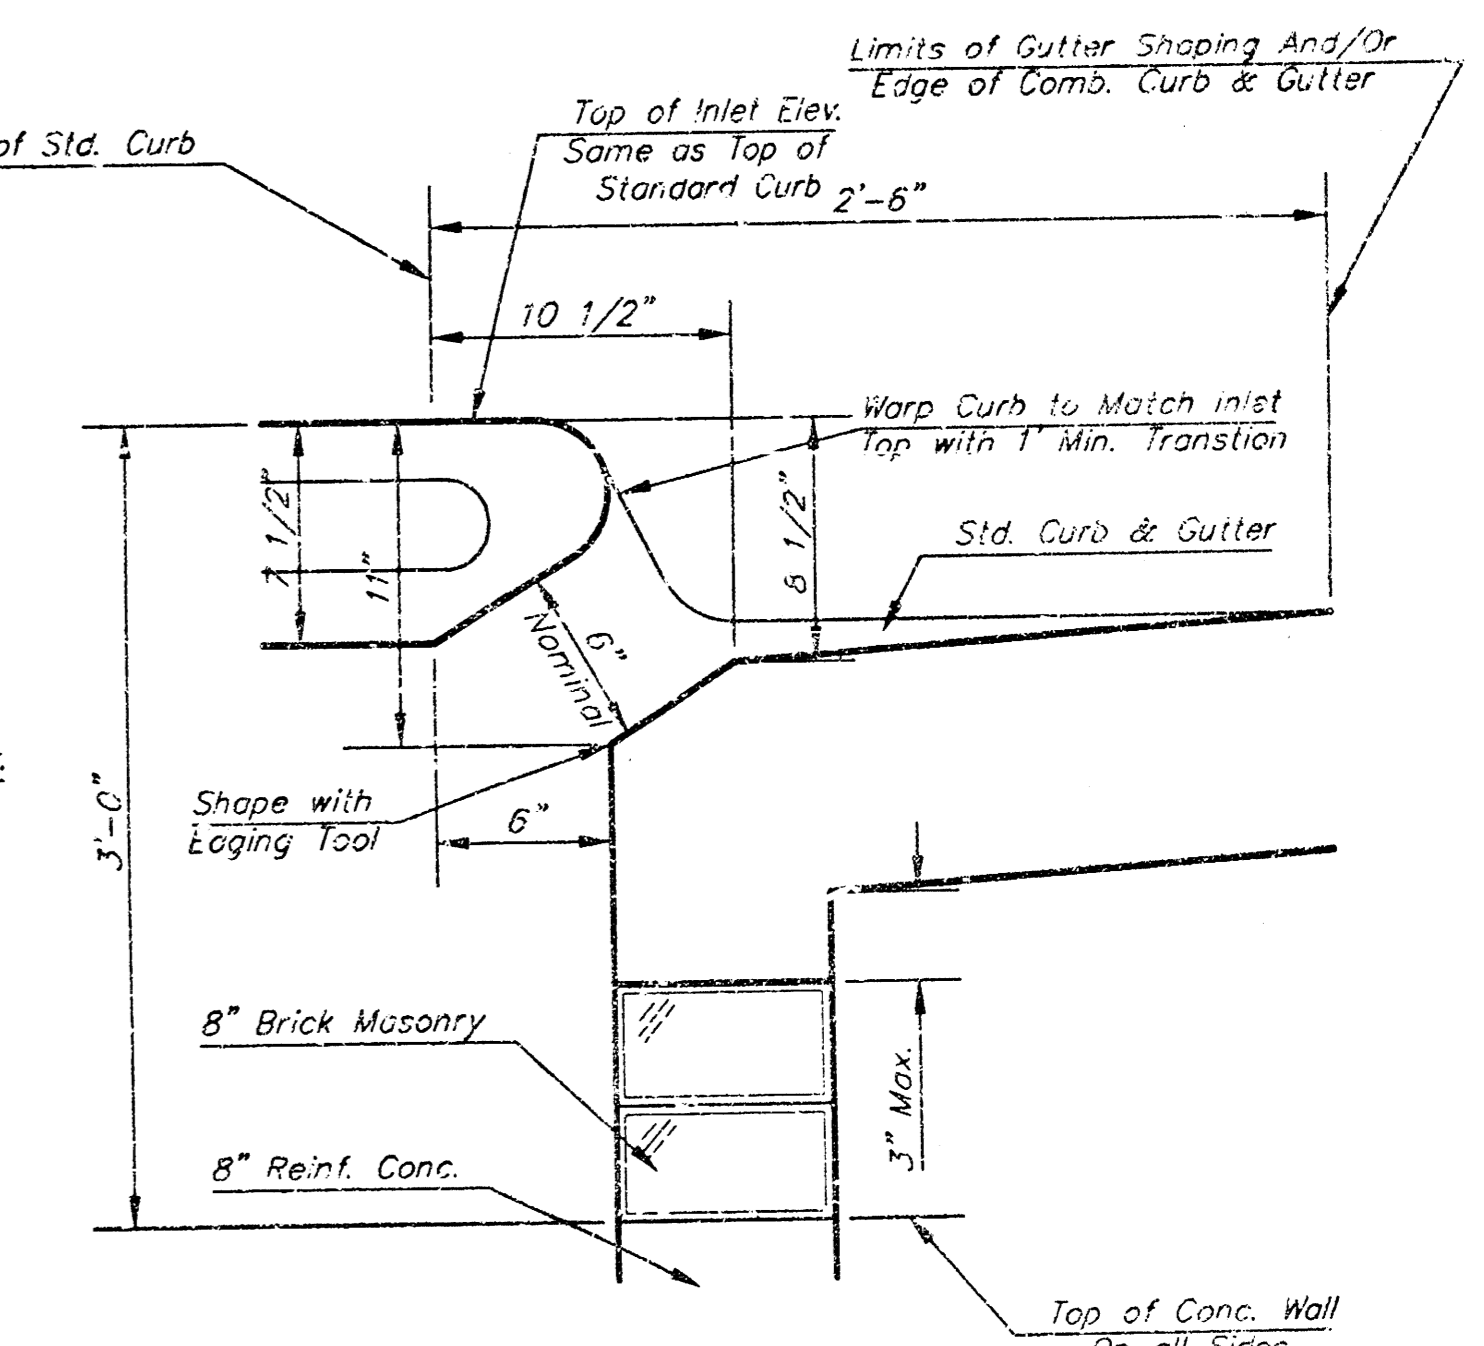 Limits of Gutter Shaping And/Or
Edge of Comb. Curb & Gutter
Top of Inlet Elev.
Same as Top of
Standard Curb
of Std. Curb
2'-6"
10 1/2"
Warp Curb to Match inlet
Top with 1' Min. Transtion
7 1/2"
11"
8 1/2"
Std. Curb & Gutter
6"
Nominal
3'-0"
Shape with
Edging Tool
6"
8" Brick Masonry
3" Max.
8" Reinf. Conc.
Top of Conc. Wall
On all Sides